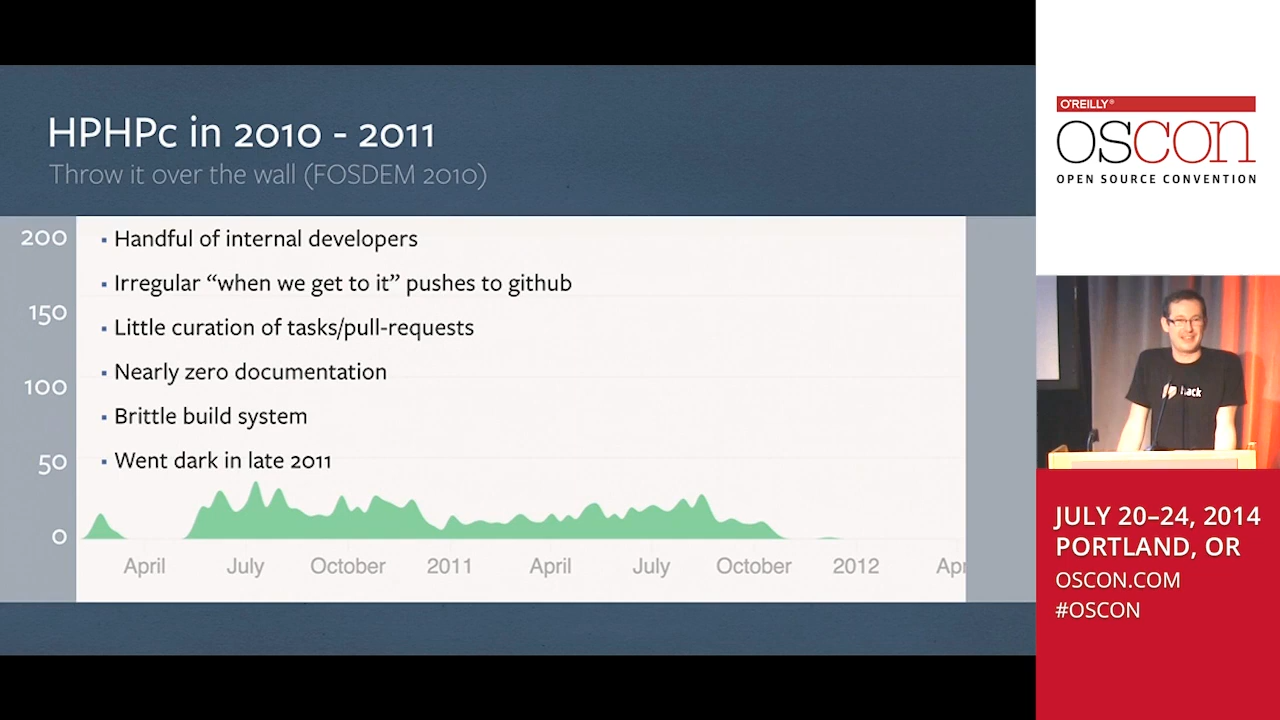 HPHPc in 2010 - 2011
Throw it over the wall (FOSDEM 2010)
200
150
100
50
0
▪ Handful of internal developers
▪ Irregular “when we get to it” pushes to github
▪ Little curation of tasks/pull-requests
▪ Nearly zero documentation
▪ Brittle build system
▪ Went dark in late 2011
April July October 2011 April July October 2012 Apr
O'REILLY®
OSCON
OPEN SOURCE CONVENTION
hack
JULY 20–24, 2014
PORTLAND, OR
OSCON.COM
#OSCON